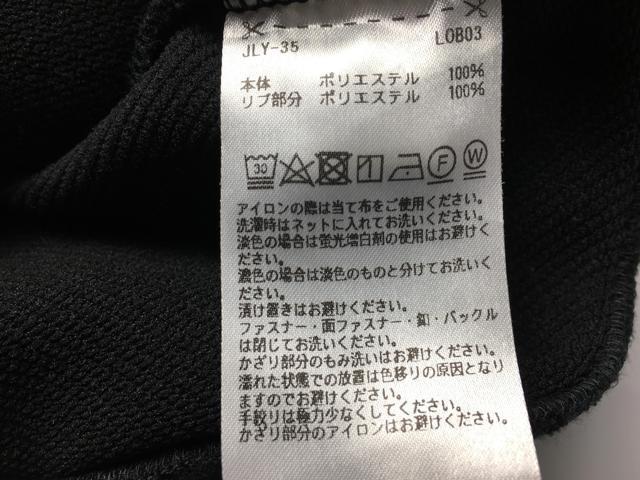 JLY-35 LOB03
本体 ポリエステル 100%
リブ部分 ポリエステル 100%
30 F W
アイロンの際は当て布をご使用ください。
洗濯時はネットに入れてお洗いください。
淡色の場合は蛍光増白剤の使用はお避けく
ださい。
濃色の場合は淡色のものと分けてお洗いく
ださい。
漬け置きはお避けください。
ファスナー・面ファスナー・釦・バックル
は閉じてお洗いください。
かざり部分のもみ洗いはお避けください。
濡れた状態での放置は色移りの原因となり
ますのでお避けください。
手絞りは極力少なくしてください。
かざり部分のアイロンはお避けください。